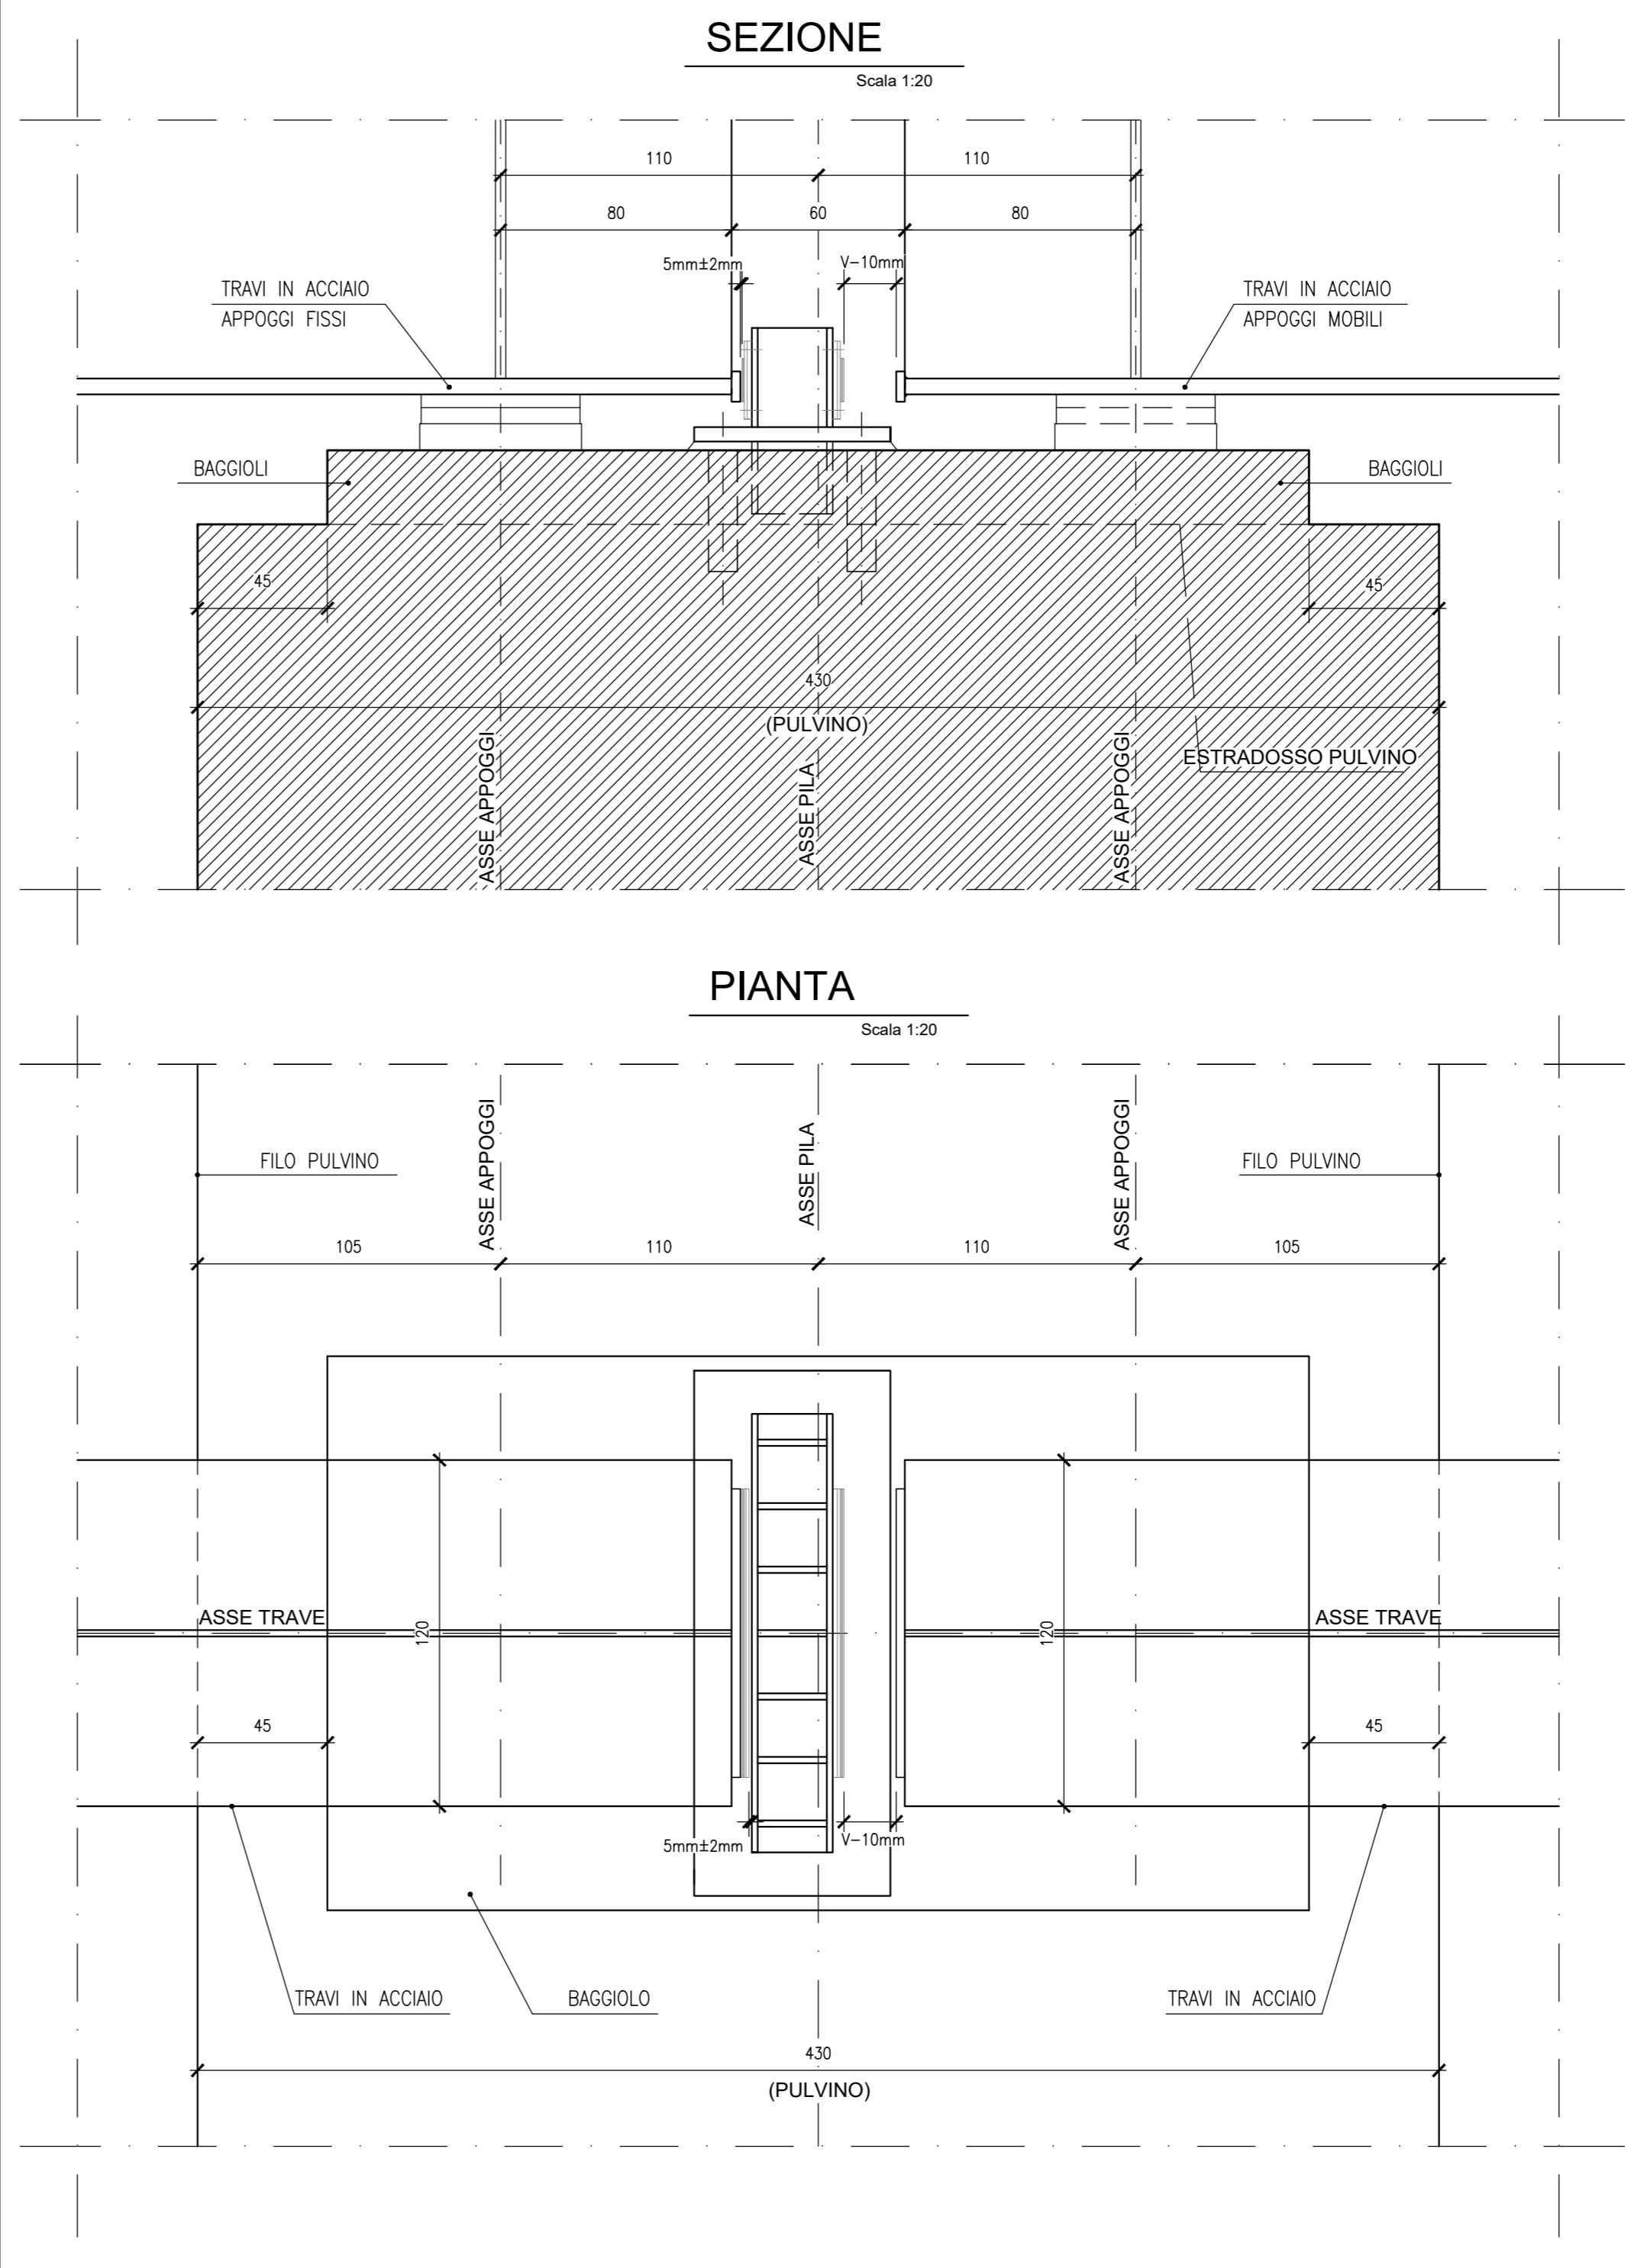 SEZIONE
Scala 1:20
110
110
80
60
80
5mm±2mm
V-10mm
TRAVI IN ACCIAIO
APPOGGI FISSI
TRAVI IN ACCIAIO
APPOGGI MOBILI
BAGGIOLI
BAGGIOLI
45
45
430
(PULVINO)
ASSE APPOGGI
ASSE PILA
ASSE APPOGGI
ESTRADOSSO PULVINO
PIANTA
Scala 1:20
ASSE APPOGGI
ASSE PILA
ASSE APPOGGI
FILO PULVINO
FILO PULVINO
105
110
110
105
ASSE TRAVE
120
120
ASSE TRAVE
45
45
5mm±2mm
V-10mm
TRAVI IN ACCIAIO
BAGGIOLO
TRAVI IN ACCIAIO
430
(PULVINO)